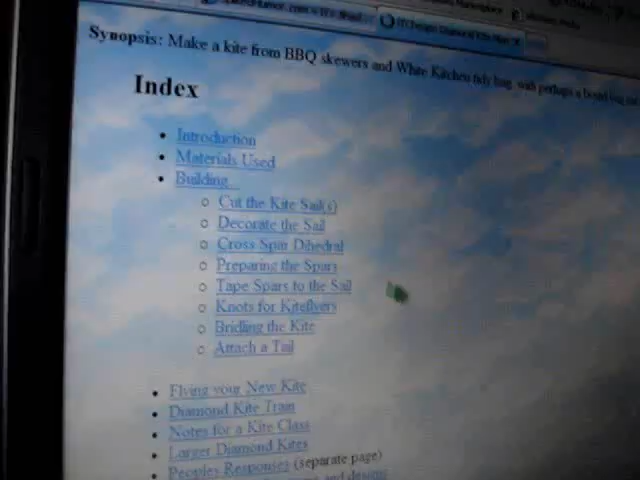 Synopsis: Make a kite from BBQ skewers and White Kitchen tidy bag, with perhaps a
Index
Introduction
Materials Used
Building
Cut the Kite Sail(s)
Decorate the Sail
Cross Spar Dihedral
Preparing the Spars
Tape Spars to the Sail
Knots for Kiteflyers
Bridling the Kite
Attach a Tail
Flying your New Kite
Diamond Kite Train
Notes for a Kite Class
Larger Diamond Kites
Peoples Responses (separate page)